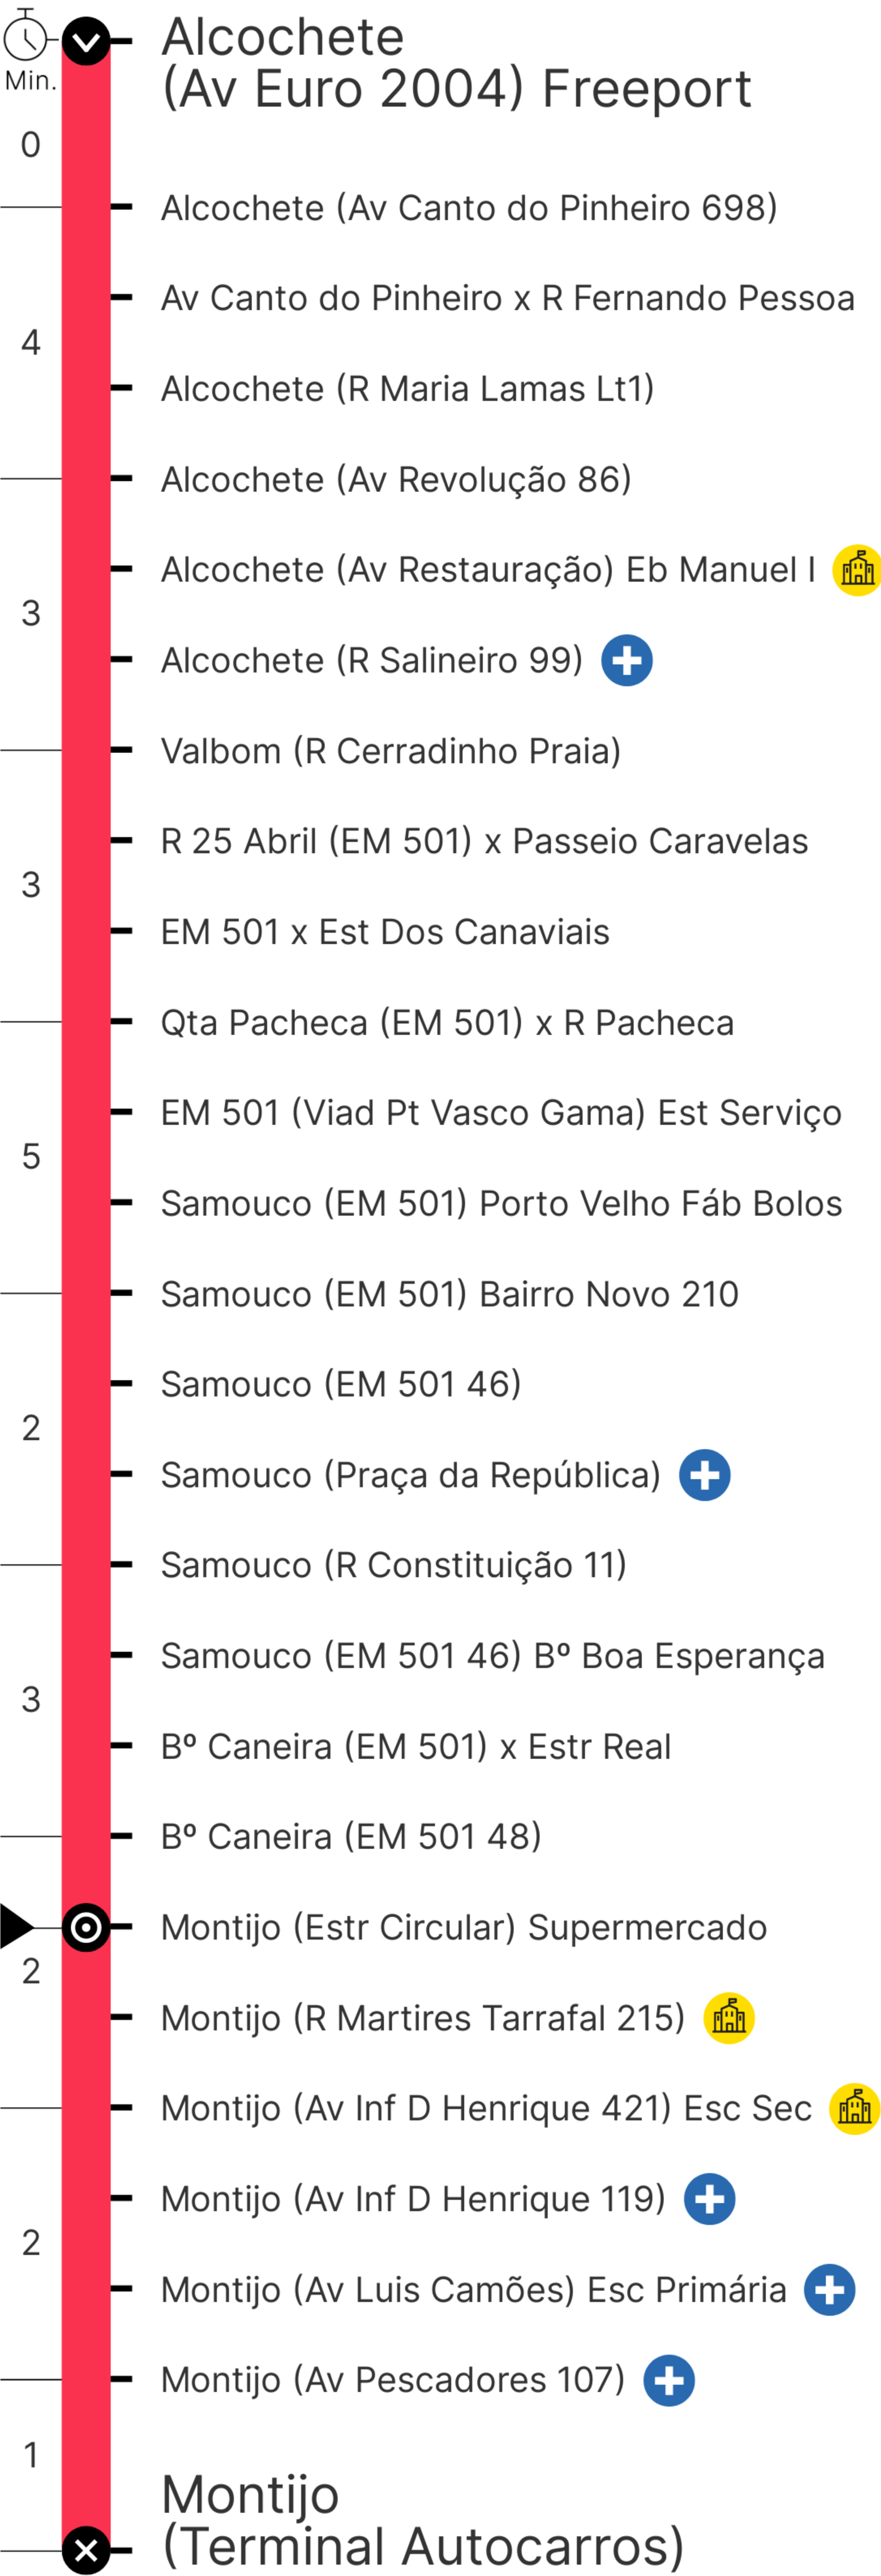 Alcochete
(Av Euro 2004) Freeport
Min.
0
Alcochete (Av Canto do Pinheiro 698)
Av Canto do Pinheiro x R Fernando Pessoa
4
Alcochete (R Maria Lamas Lt1)
Alcochete (Av Revolução 86)
Alcochete (Av Restauração) Eb Manuel I
3
Alcochete (R Salineiro 99)
Valbom (R Cerradinho Praia)
R 25 Abril (EM 501) x Passeio Caravelas
3
EM 501 x Est Dos Canaviais
Qta Pacheca (EM 501) x R Pacheca
EM 501 (Viad Pt Vasco Gama) Est Serviço
5
Samouco (EM 501) Porto Velho Fáb Bolos
Samouco (EM 501) Bairro Novo 210
Samouco (EM 501 46)
2
Samouco (Praça da República)
Samouco (R Constituição 11)
Samouco (EM 501 46) Bº Boa Esperança
3
Bº Caneira (EM 501) x Estr Real
Bº Caneira (EM 501 48)
Montijo (Estr Circular) Supermercado
2
Montijo (R Martires Tarrafal 215)
Montijo (Av Inf D Henrique 421) Esc Sec
Montijo (Av Inf D Henrique 119)
2
Montijo (Av Luis Camões) Esc Primária
Montijo (Av Pescadores 107)
1
Montijo
(Terminal Autocarros)